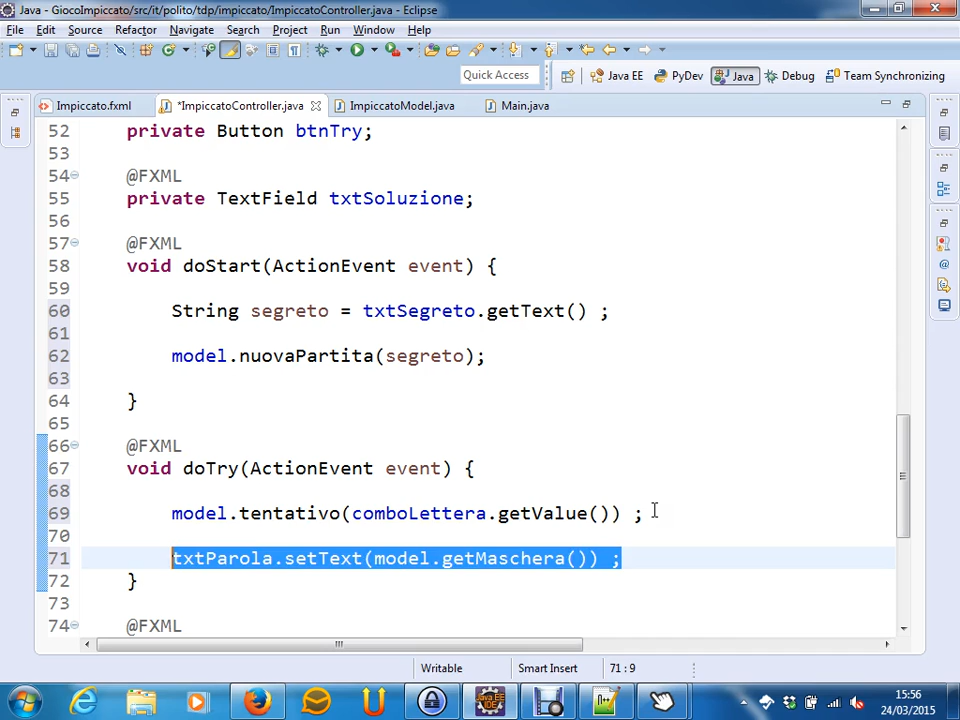 Java - GiocoImpiccato/src/it/polito/tdp/impiccato/ImpiccatoController.java - Eclipse
File Edit Source Refactor Navigate Search Project Run Window Help
Quick Access Java EE PyDev Java Debug Team Synchronizing
Impiccato.fxml *ImpiccatoController.java ImpiccatoModel.java Main.java
52 private Button btnTry;
53
54 @FXML
55 private TextField txtSoluzione;
56
57 @FXML
58 void doStart(ActionEvent event) {
59
60 String segreto = txtSegreto.getText() ;
61
62 model.nuovaPartita(segreto);
63
64 }
65
66 @FXML
67 void doTry(ActionEvent event) {
68
69 model.tentativo(comboLettera.getValue()) ;
70
71 txtParola.setText(model.getMaschera()) ;
72 }
73
74 @FXML
Writable Smart Insert 71 : 9
15:56
24/03/2015